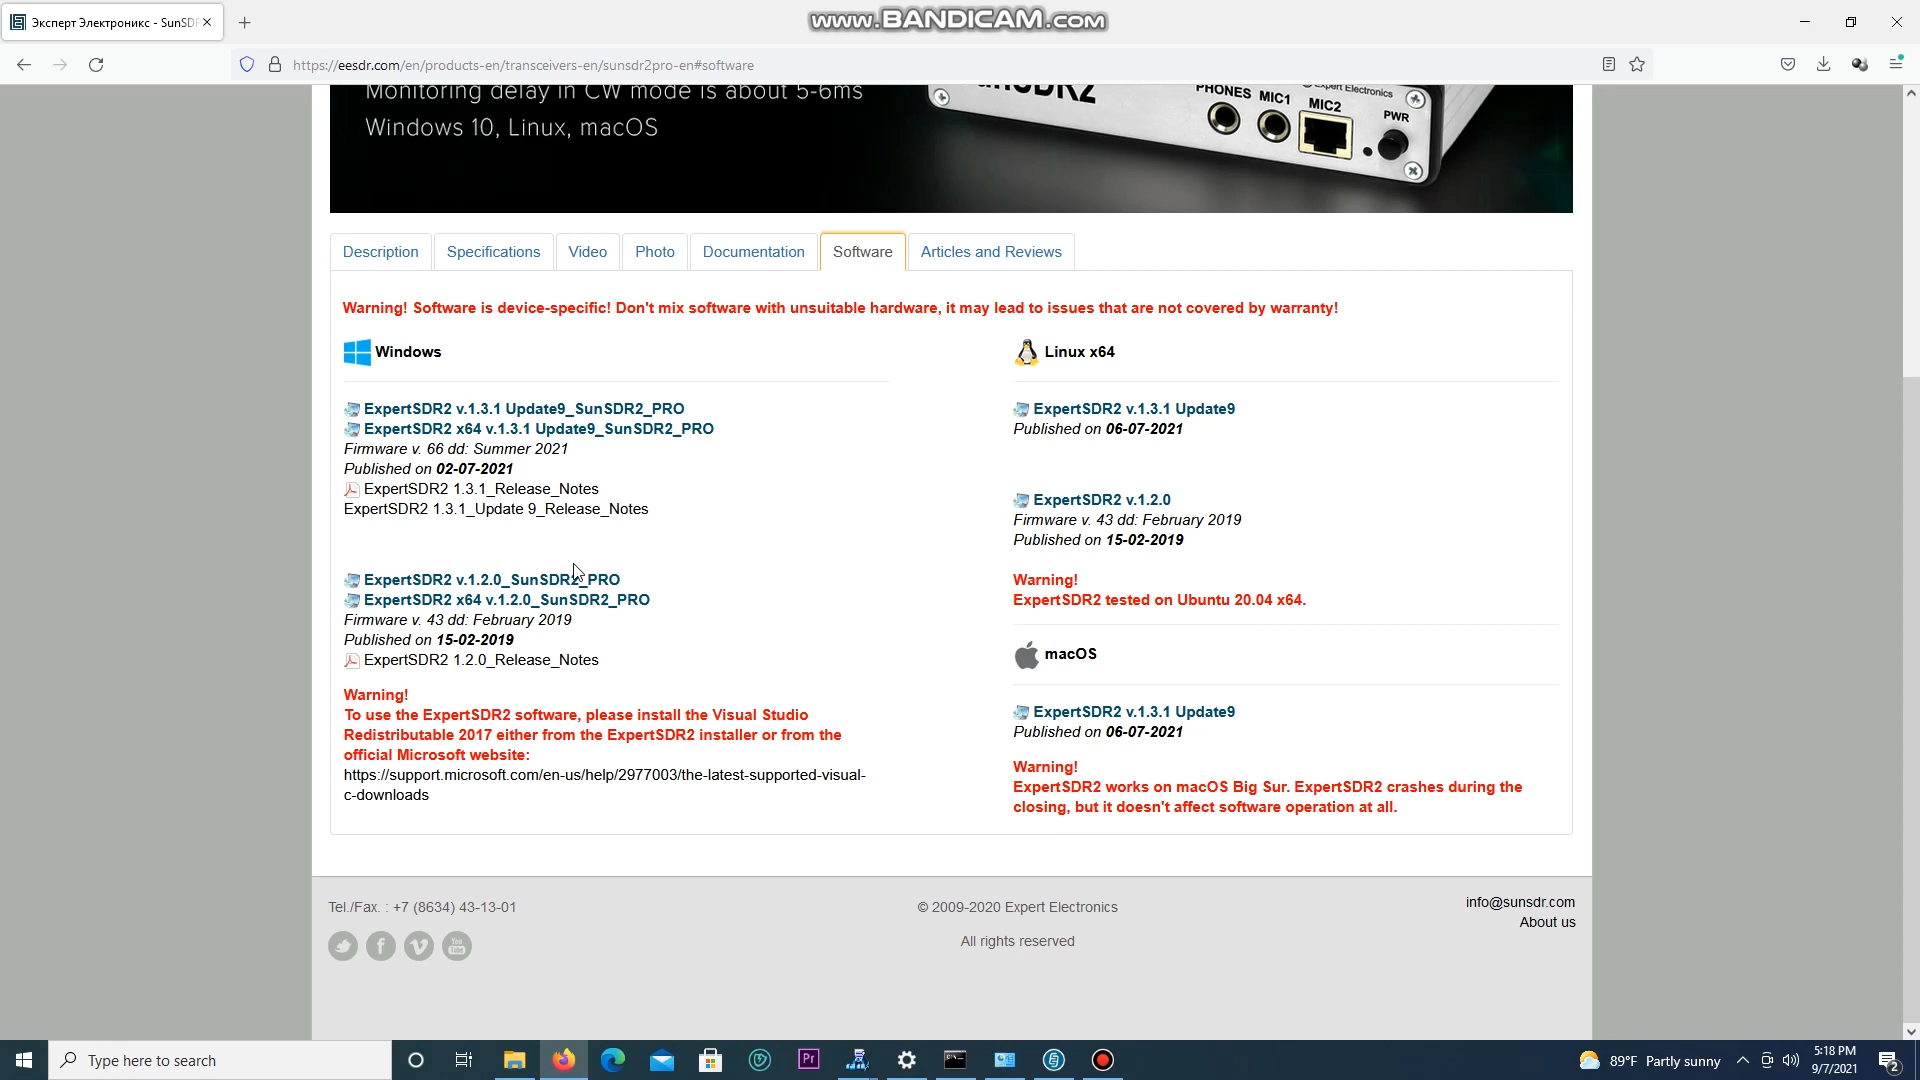 Эксперт Электроникс - SunSDR
www.BANDICAM.com
https://eesdr.com/en/products-en/transceivers-en/sunsdr2pro-en#software
Monitoring delay in CW mode is about 5-6ms
Windows 10, Linux, macOS
SunSDR2
Expert Electronics
PHONES MIC1 MIC2 PWR
Description Specifications Video Photo Documentation Software Articles and Reviews
Warning! Software is device-specific! Don't mix software with unsuitable hardware, it may lead to issues that are not covered by warranty!
Windows
ExpertSDR2 v.1.3.1 Update9_SunSDR2_PRO
ExpertSDR2 x64 v.1.3.1 Update9_SunSDR2_PRO
Firmware v. 66 dd: Summer 2021
Published on 02-07-2021
ExpertSDR2 1.3.1_Release_Notes
ExpertSDR2 1.3.1_Update 9_Release_Notes
ExpertSDR2 v.1.2.0_SunSDR2_PRO
ExpertSDR2 x64 v.1.2.0_SunSDR2_PRO
Firmware v. 43 dd: February 2019
Published on 15-02-2019
ExpertSDR2 1.2.0_Release_Notes
Warning!
To use the ExpertSDR2 software, please install the Visual Studio
Redistributable 2017 either from the ExpertSDR2 installer or from the
official Microsoft website:
https://support.microsoft.com/en-us/help/2977003/the-latest-supported-visual-
c-downloads
Linux x64
ExpertSDR2 v.1.3.1 Update9
Published on 06-07-2021
ExpertSDR2 v.1.2.0
Firmware v. 43 dd: February 2019
Published on 15-02-2019
Warning!
ExpertSDR2 tested on Ubuntu 20.04 x64.
macOS
ExpertSDR2 v.1.3.1 Update9
Published on 06-07-2021
Warning!
ExpertSDR2 works on macOS Big Sur. ExpertSDR2 crashes during the
closing, but it doesn't affect software operation at all.
Tel./Fax. : +7 (8634) 43-13-01
© 2009-2020 Expert Electronics
All rights reserved
info@sunsdr.com
About us
You
Tube
Type here to search
Pr
89°F Partly sunny
5:18 PM
9/7/2021
2